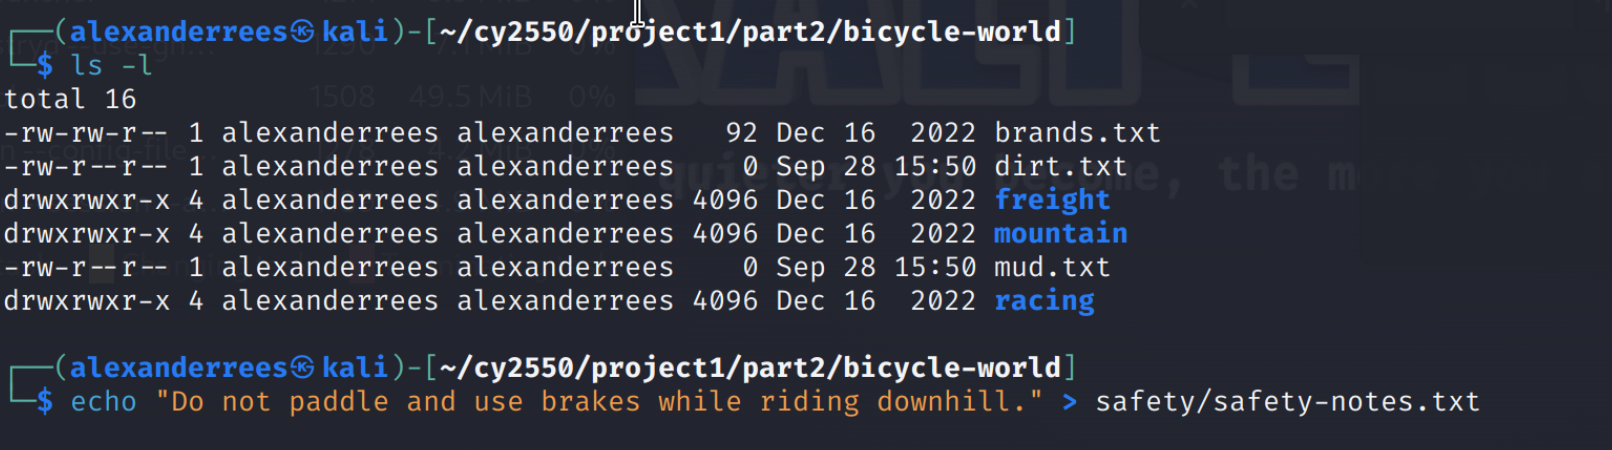 ┌──(alexanderrees㉿kali)-[~/cy2550/project1/part2/bicycle-world]
└─$ ls -l
total 16
-rw-rw-r-- 1 alexanderrees alexanderrees   92 Dec 16  2022 brands.txt
-rw-r--r-- 1 alexanderrees alexanderrees    0 Sep 28 15:50 dirt.txt
drwxrwxr-x 4 alexanderrees alexanderrees 4096 Dec 16  2022 freight
drwxrwxr-x 4 alexanderrees alexanderrees 4096 Dec 16  2022 mountain
-rw-r--r-- 1 alexanderrees alexanderrees    0 Sep 28 15:50 mud.txt
drwxrwxr-x 4 alexanderrees alexanderrees 4096 Dec 16  2022 racing
┌──(alexanderrees㉿kali)-[~/cy2550/project1/part2/bicycle-world]
└─$ echo "Do not paddle and use brakes while riding downhill." > safety/safety-notes.txt